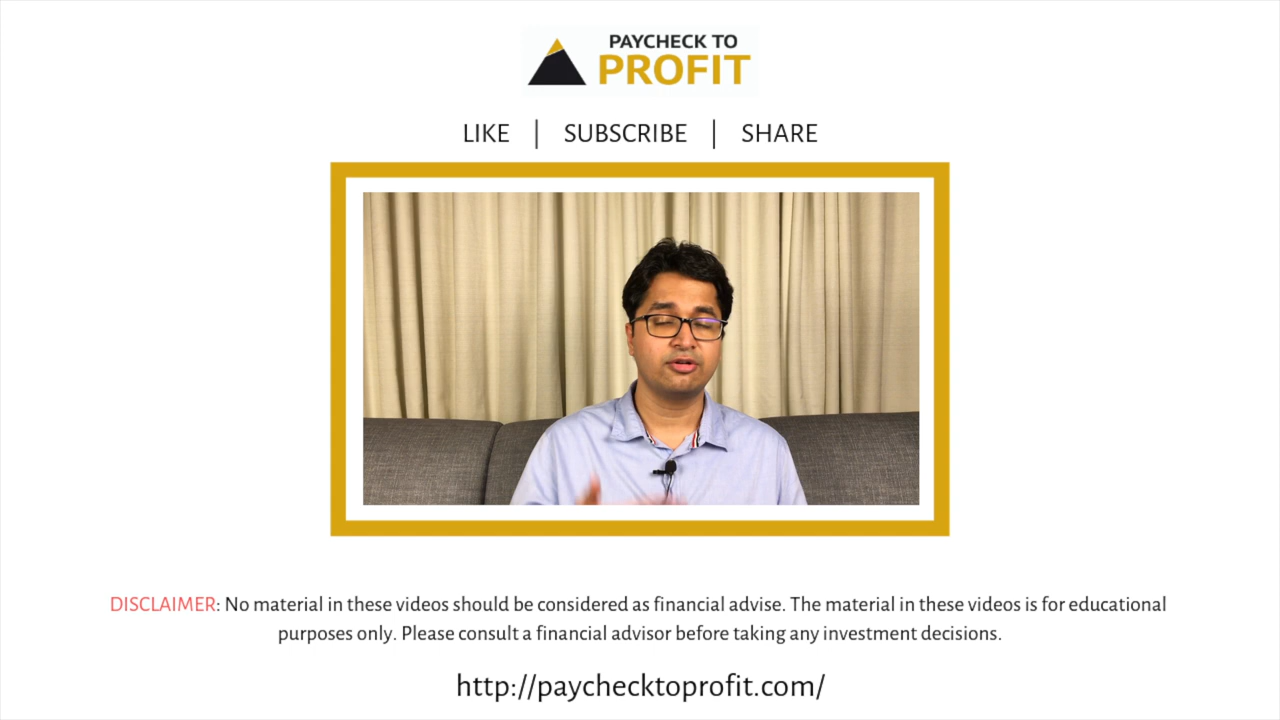 PAYCHECK TO
PROFIT
LIKE | SUBSCRIBE | SHARE
DISCLAIMER: No material in these videos should be considered as financial advise. The material in these videos is for educational
purposes only. Please consult a financial advisor before taking any investment decisions.
http://paychecktoprofit.com/